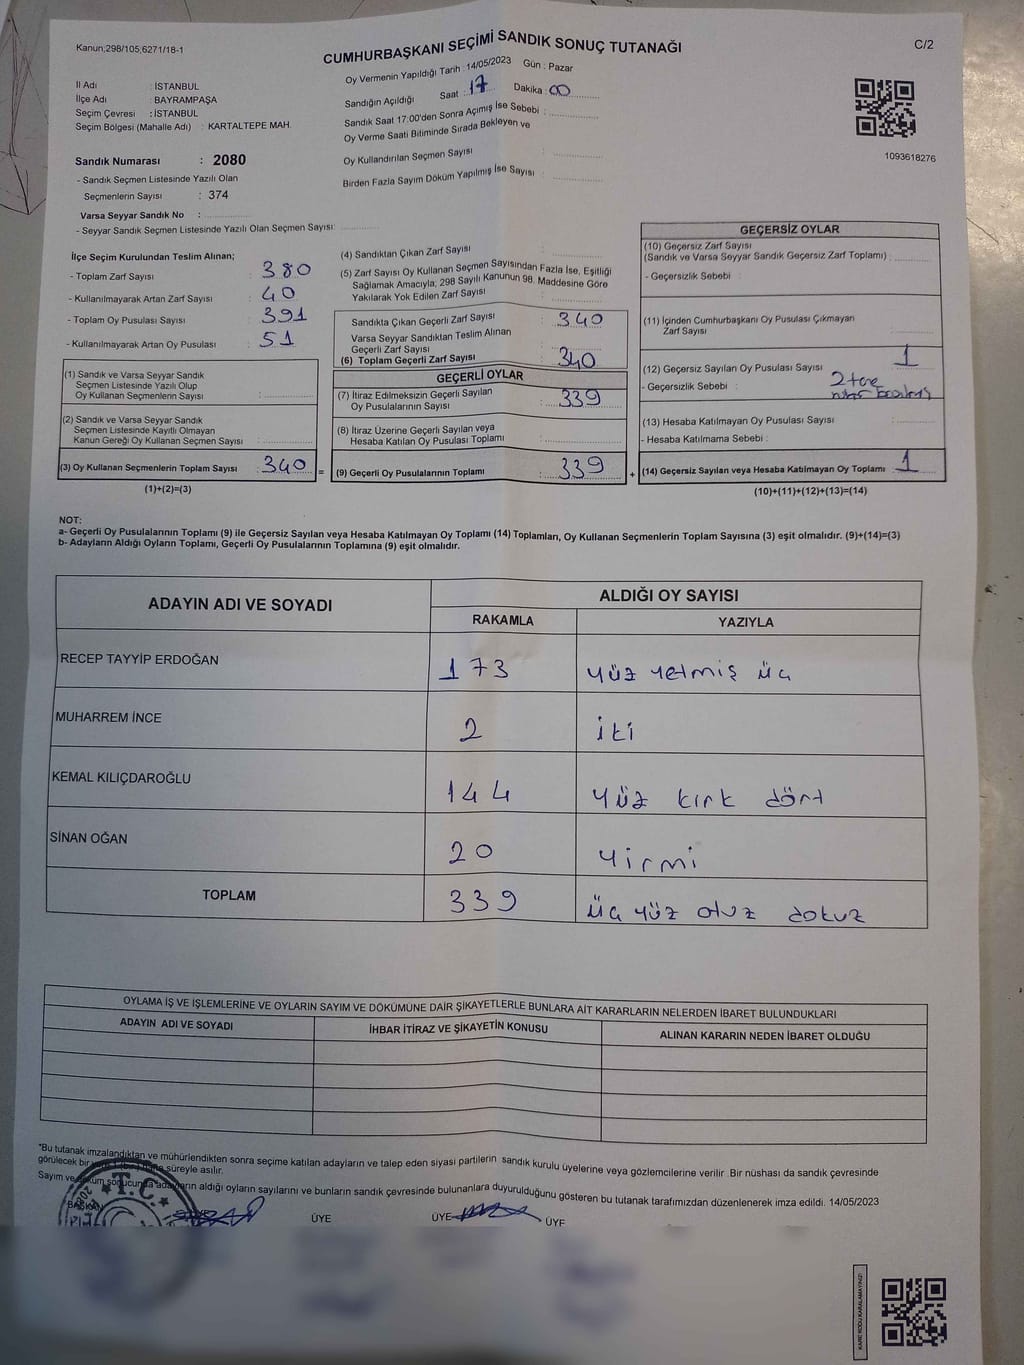 Kanun;298/105,6271/18-1
CUMHURBAŞKANI SEÇİMİ SANDIK SONUÇ TUTANAĞI
C/2
Oy Vermenin Yapıldığı Tarih : 14/05/2023 Gün : Pazar
İl Adı : İSTANBUL
İlçe Adı : BAYRAMPAŞA
Seçim Çevresi : İSTANBUL
Seçim Bölgesi (Mahalle Adı) : KARTALTEPE MAH.
Sandığın Açıldığı Saat : 17 Dakika : 00
Sandık Saat 17:00'den Sonra Açımış İse Sebebi :
Oy Verme Saati Bitiminde Sırada Bekleyen ve
Oy Kullandırılan Seçmen Sayısı :
Birden Fazla Sayım Döküm Yapılmış İse Sayısı :
1093618276
Sandık Numarası : 2080
- Sandık Seçmen Listesinde Yazılı Olan
Seçmenlerin Sayısı : 374
Varsa Seyyar Sandık No :
- Seyyar Sandık Seçmen Listesinde Yazılı Olan Seçmen Sayısı:
İlçe Seçim Kurulundan Teslim Alınan;
- Toplam Zarf Sayısı : 380
- Kullanılmayarak Artan Zarf Sayısı : 40
- Toplam Oy Pusulası Sayısı : 391
- Kullanılmayarak Artan Oy Pusulası : 51
(1) Sandık ve Varsa Seyyar Sandık
Seçmen Listesinde Yazılı Olup
Oy Kullanan Seçmenlerin Sayısı :
(2) Sandık ve Varsa Seyyar Sandık
Seçmen Listesinde Kayıtlı Olmayan
Kanun Gereği Oy Kullanan Seçmen Sayısı :
(3) Oy Kullanan Seçmenlerin Toplam Sayısı : 340 =
(1)+(2)=(3)
(4) Sandıktan Çıkan Zarf Sayısı :
(5) Zarf Sayısı Oy Kullanan Seçmen Sayısından Fazla İse, Eşitliği
Sağlamak Amacıyla, 298 Sayılı Kanunun 98. Maddesine Göre
Yakılarak Yok Edilen Zarf Sayısı :
Sandıkta Çıkan Geçerli Zarf Sayısı : 340
Varsa Seyyar Sandıktan Teslim Alınan
Geçerli Zarf Sayısı :
(6) Toplam Geçerli Zarf Sayısı 340
GEÇERLİ OYLAR
(7) İtiraz Edilmeksizin Geçerli Sayılan
Oy Pusulalarının Sayısı : 339
(8) İtiraz Üzerine Geçerli Sayılan veya
Hesaba Katılan Oy Pusulası Toplamı :
(9) Geçerli Oy Pusulalarının Toplamı : 339 +
GEÇERSİZ OYLAR
(10) Geçersiz Zarf Sayısı
(Sandık ve Varsa Seyyar Sandık Geçersiz Zarf Toplamı) :
- Geçersizlik Sebebi :
(11) İçinden Cumhurbaşkanı Oy Pusulası Çıkmayan
Zarf Sayısı :
(12) Geçersiz Sayılan Oy Pusulası Sayısı : 1
- Geçersizlik Sebebi : 2 tane
(13) Hesaba Katılmayan Oy Pusulası Sayısı :
- Hesaba Katılmama Sebebi :
(14) Geçersiz Sayılan veya Hesaba Katılmayan Oy Toplamı : 1
(10)+(11)+(12)+(13)=(14)
NOT:
a- Geçerli Oy Pusulalarının Toplamı (9) ile Geçersiz Sayılan veya Hesaba Katılmayan Oy Toplamı (14) Toplamları, Oy Kullanan Seçmenlerin Toplam Sayısına (3) eşit olmalıdır. (9)+(14)=(3)
b- Adayların Aldığı Oyların Toplamı, Geçerli Oy Pusulalarının Toplamına (9) eşit olmalıdır.
ADAYIN ADI VE SOYADI ALDIĞI OY SAYISI
RAKAMLA YAZIYLA
RECEP TAYYİP ERDOĞAN 173 yüz yetmiş üç
MUHARREM İNCE 2 iki
KEMAL KILIÇDAROĞLU 144 yüz kırk dört
SİNAN OĞAN 20 yirmi
TOPLAM 339 üç yüz otuz dokuz
OYLAMA İŞ VE İŞLEMLERİNE VE OYLARIN SAYIM VE DÖKÜMÜNE DAİR ŞİKAYETLERLE BUNLARA AİT KARARLARIN NELERDEN İBARET BULUNDUKLARI
ADAYIN ADI VE SOYADI İHBAR İTİRAZ VE ŞİKAYETİN KONUSU ALINAN KARARIN NEDEN İBARET OLDUĞU
*Bu tutanak imzalandıktan ve mühürlendikten sonra seçime katılan adayların ve talep eden siyasi partilerin sandık kurulu üyelerine veya gözlemcilerine verilir. Bir nüshası da sandık çevresinde
görülecek bir süreyle asılır.
Sayım ve döküm sonucunda adayların aldığı oyların sayılarını ve bunların sandık çevresinde bulunanlara duyurulduğunu gösteren bu tutanak tarafımızdan düzenlenerek imza edildi. 14/05/2023
BAŞKAN ÜYE ÜYE ÜYE
T.C.
KARE KODU KARALAMAYINIZ!